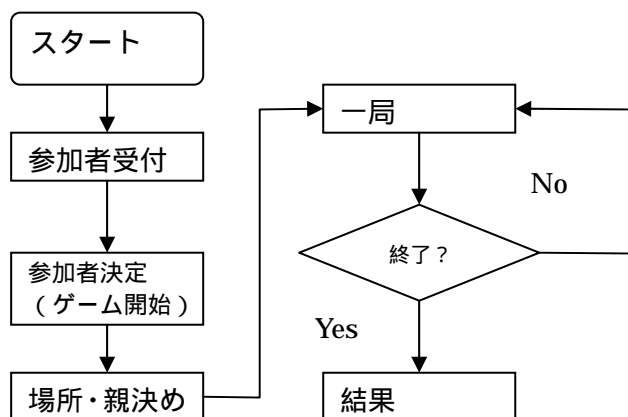 スタート
参加者受付
参加者決定
（ゲーム開始）
場所・親決め
一局
No
終了？
Yes
結果